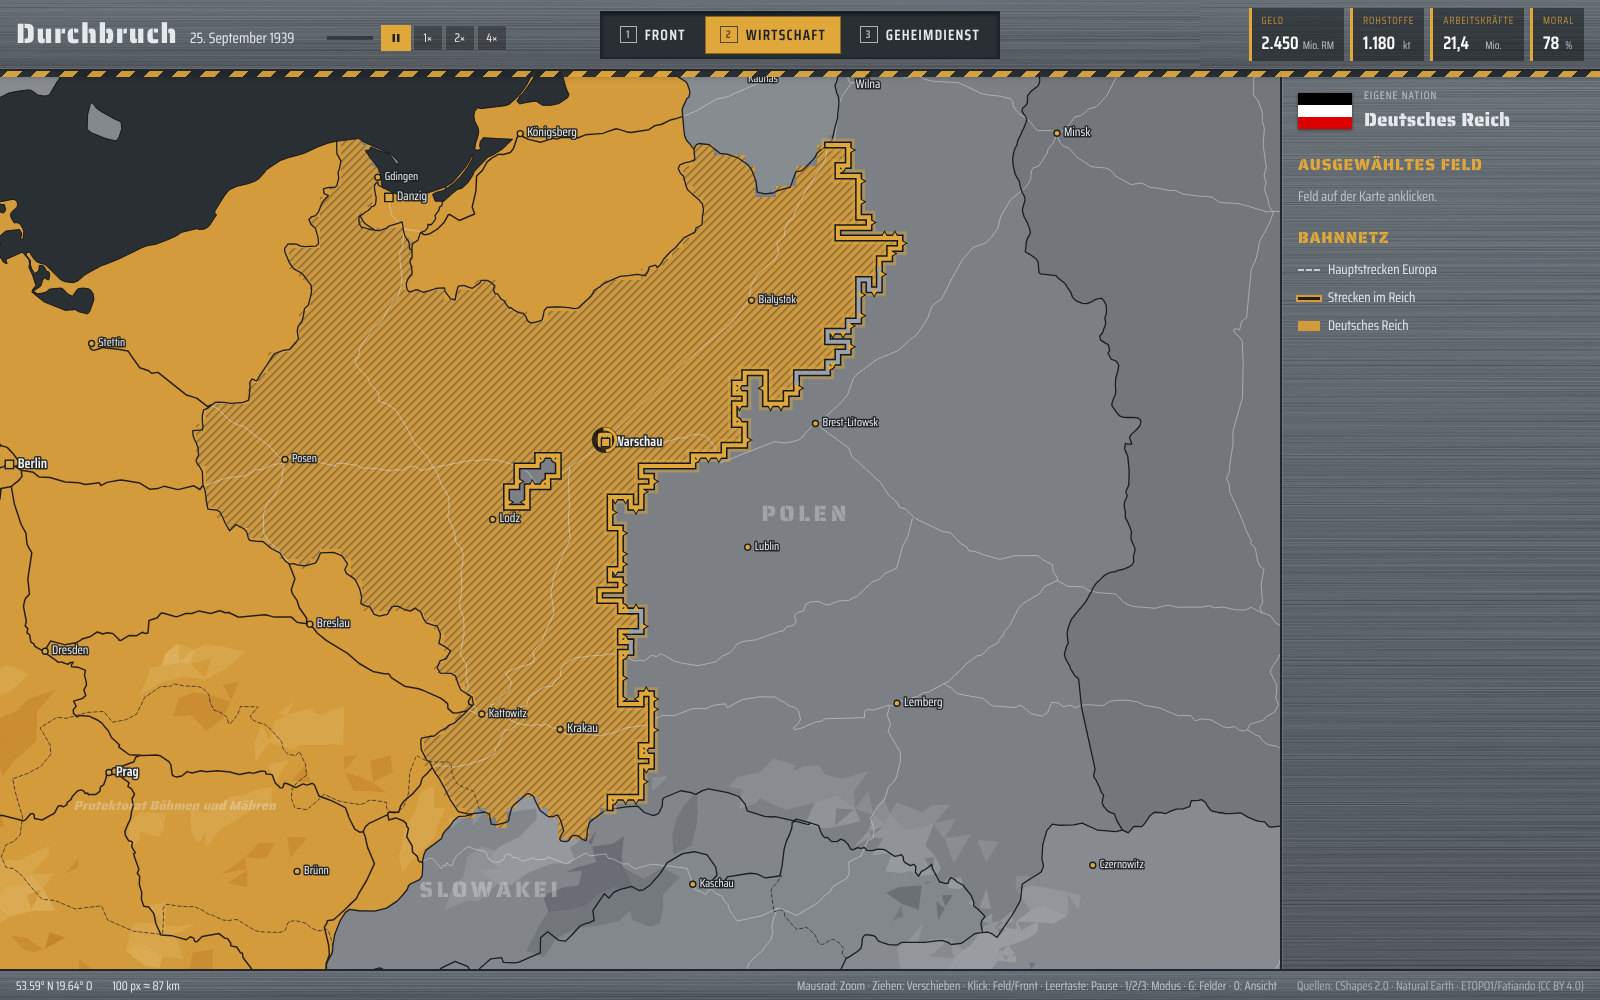 Durchbruch
25. September 1939
1×
2×
4×
1 FRONT
2 WIRTSCHAFT
3 GEHEIMDIENST
GELD
2.450 Mio. RM
ROHSTOFFE
1.180 kt
ARBEITSKRÄFTE
21,4 Mio.
MORAL
78 %
EIGENE NATION
Deutsches Reich
AUSGEWÄHLTES FELD
Feld auf der Karte anklicken.
BAHNNETZ
Hauptstrecken Europa
Strecken im Reich
Deutsches Reich
Kaunas
Wilna
Königsberg
Minsk
Gdingen
Danzig
Bialystok
Stettin
Brest-Litowsk
Warschau
Posen
Berlin
POLEN
Lodz
Lublin
Breslau
Dresden
Lemberg
Kattowitz
Krakau
Prag
Protektorat Böhmen und Mähren
Brünn
Czernowitz
SLOWAKEI
Kaschau
53.59° N 19.64° O
100 px ≈ 87 km
Mausrad: Zoom · Ziehen: Verschieben · Klick: Feld/Front · Leertaste: Pause · 1/2/3: Modus · G: Felder · O: Ansicht
Quellen: CShapes 2.0 · Natural Earth · ETOPO1/Fatiando (CC BY 4.0)